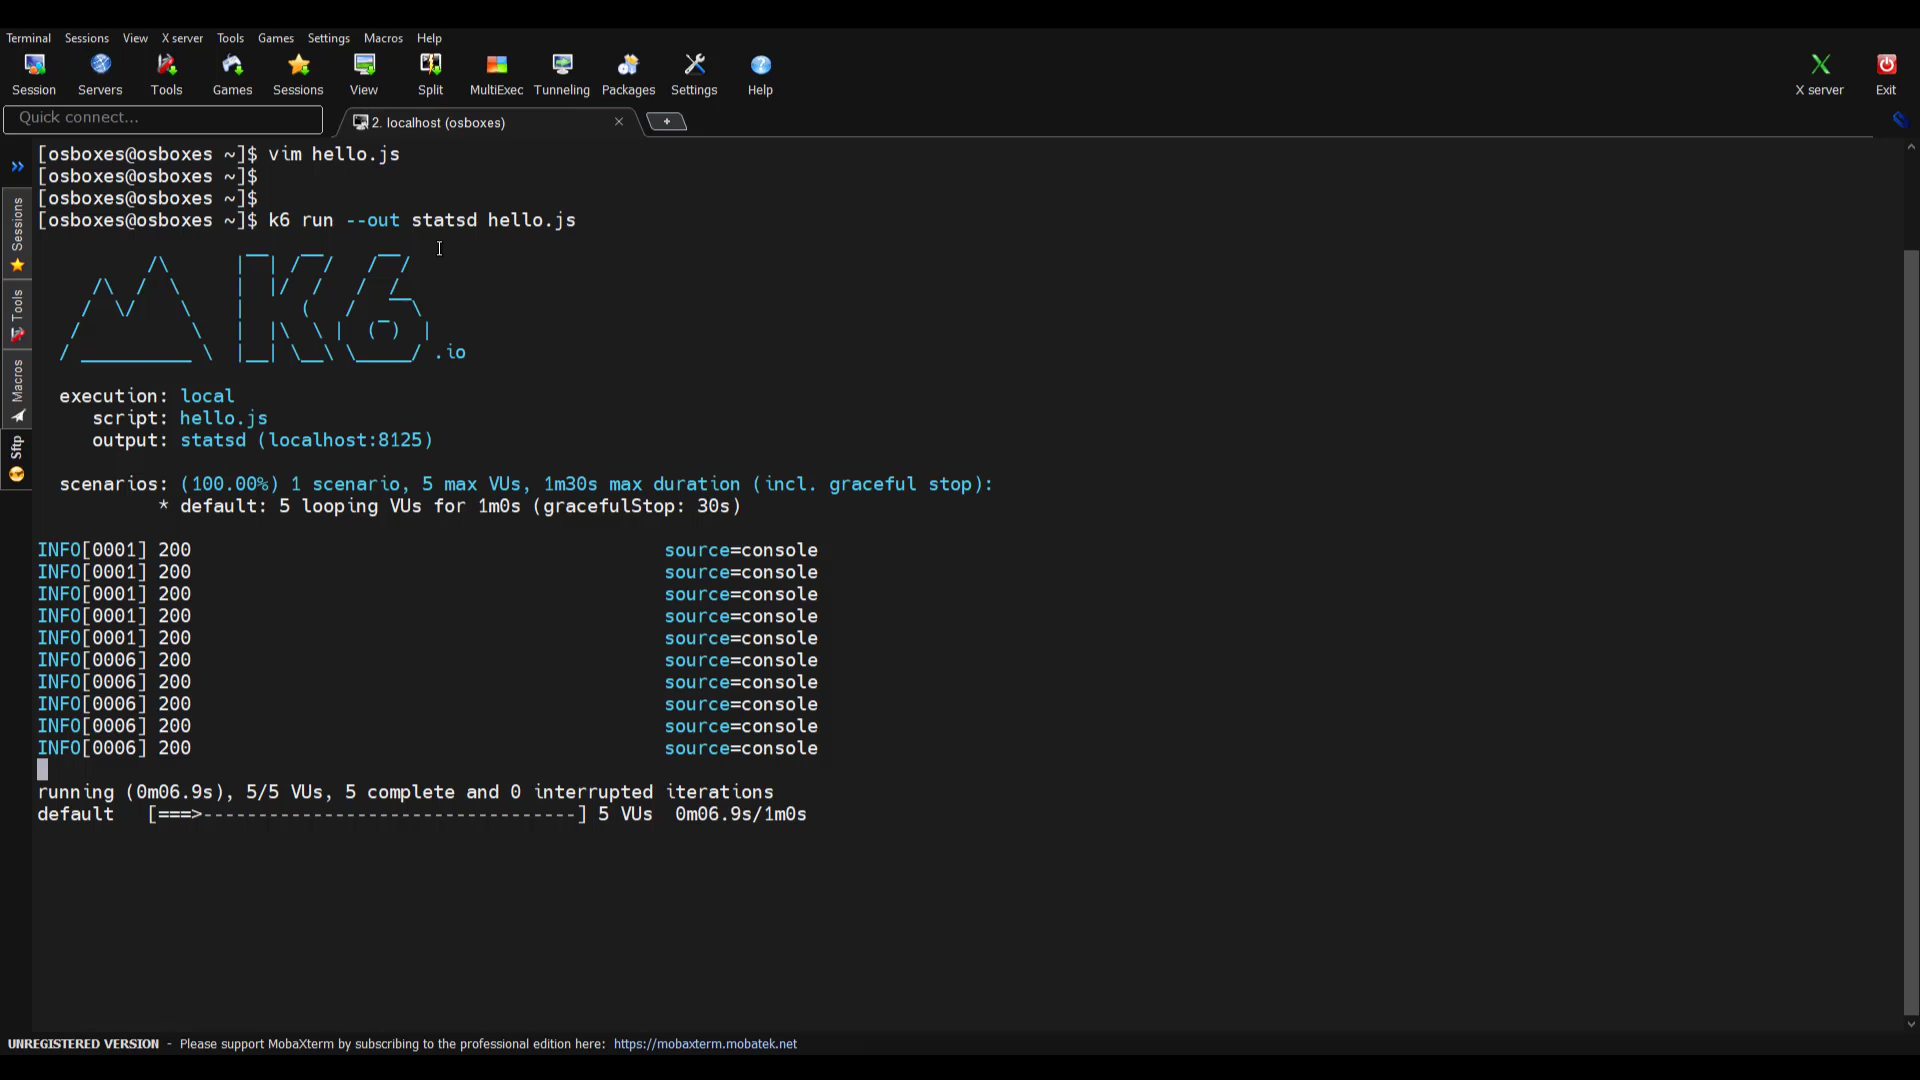 Terminal Sessions View X server Tools Games Settings Macros Help
Session Servers Tools Games Sessions View Split MultiExec Tunneling Packages Settings Help X server Exit
Quick connect... 2. localhost (osboxes)
[osboxes@osboxes ~]$ vim hello.js
[osboxes@osboxes ~]$
[osboxes@osboxes ~]$
[osboxes@osboxes ~]$ k6 run --out statsd hello.js
K6 .io
execution: local
script: hello.js
output: statsd (localhost:8125)
scenarios: (100.00%) 1 scenario, 5 max VUs, 1m30s max duration (incl. graceful stop):
* default: 5 looping VUs for 1m0s (gracefulStop: 30s)
INFO[0001] 200 source=console
INFO[0001] 200 source=console
INFO[0001] 200 source=console
INFO[0001] 200 source=console
INFO[0001] 200 source=console
INFO[0006] 200 source=console
INFO[0006] 200 source=console
INFO[0006] 200 source=console
INFO[0006] 200 source=console
INFO[0006] 200 source=console
running (0m06.9s), 5/5 VUs, 5 complete and 0 interrupted iterations
default [===>----------------------------------] 5 VUs 0m06.9s/1m0s
Sessions
Tools
Macros
Sftp
UNREGISTERED VERSION - Please support MobaXterm by subscribing to the professional edition here: https://mobaxterm.mobatek.net